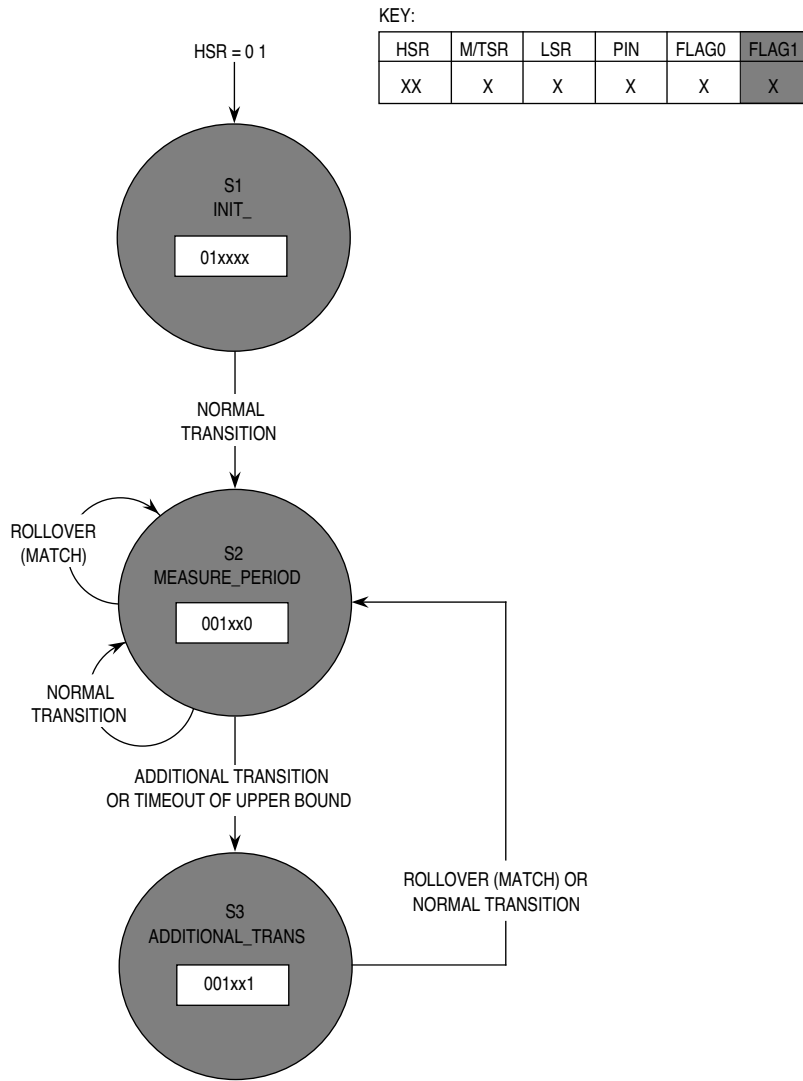 KEY:
HSR M/TSR LSR PIN FLAG0 FLAG1
XX X X X X X
HSR = 0 1
S1
INIT_
01xxxx
NORMAL
TRANSITION
ROLLOVER
(MATCH)
S2
MEASURE_PERIOD
001xx0
NORMAL
TRANSITION
ADDITIONAL TRANSITION
OR TIMEOUT OF UPPER BOUND
ROLLOVER (MATCH) OR
NORMAL TRANSITION
S3
ADDITIONAL_TRANS
001xx1